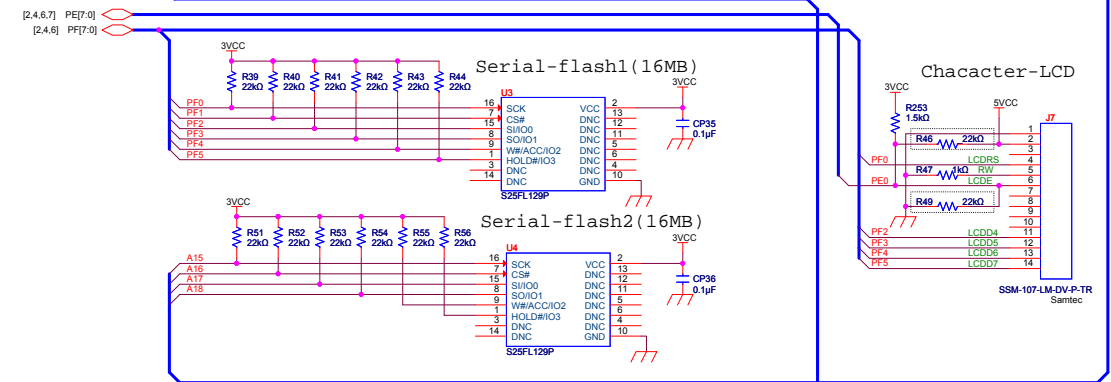 [2,4,6,7] PE[7:0]
[2,4,6] PF[7:0]
3VCC
R39 R40 R41 R42 R43 R44
22kΩ 22kΩ 22kΩ 22kΩ 22kΩ 22kΩ
Serial-flash1(16MB)
3VCC
U3
PF0 16 SCK VCC 2
PF1 7 CS# DNC 13
PF2 15 SI/IO0 DNC 12
PF3 8 SO/IO1 DNC 11
PF4 9 W#/ACC/IO2 DNC 5
PF5 1 HOLD#/IO3 DNC 6
3 DNC DNC 4
14 DNC GND 10
S25FL129P
CP35
0.1µF
3VCC
R51 R52 R53 R54 R55 R56
22kΩ 22kΩ 22kΩ 22kΩ 22kΩ 22kΩ
Serial-flash2(16MB)
3VCC
U4
A15 16 SCK VCC 2
A16 7 CS# DNC 13
A17 15 SI/IO0 DNC 12
A18 8 SO/IO1 DNC 11
9 W#/ACC/IO2 DNC 5
1 HOLD#/IO3 DNC 6
3 DNC DNC 4
14 DNC GND 10
S25FL129P
CP36
0.1µF
Chacacter-LCD
3VCC
5VCC
R253
1.5kΩ
J7
R46 22kΩ
R47 1kΩ
R49 22kΩ
1
2
3
PF0 LCDRS 4
RW 5
PE0 LCDE 6
7
8
9
10
PF2 LCDD4 11
PF3 LCDD5 12
PF4 LCDD6 13
PF5 LCDD7 14
SSM-107-LM-DV-P-TR
Samtec